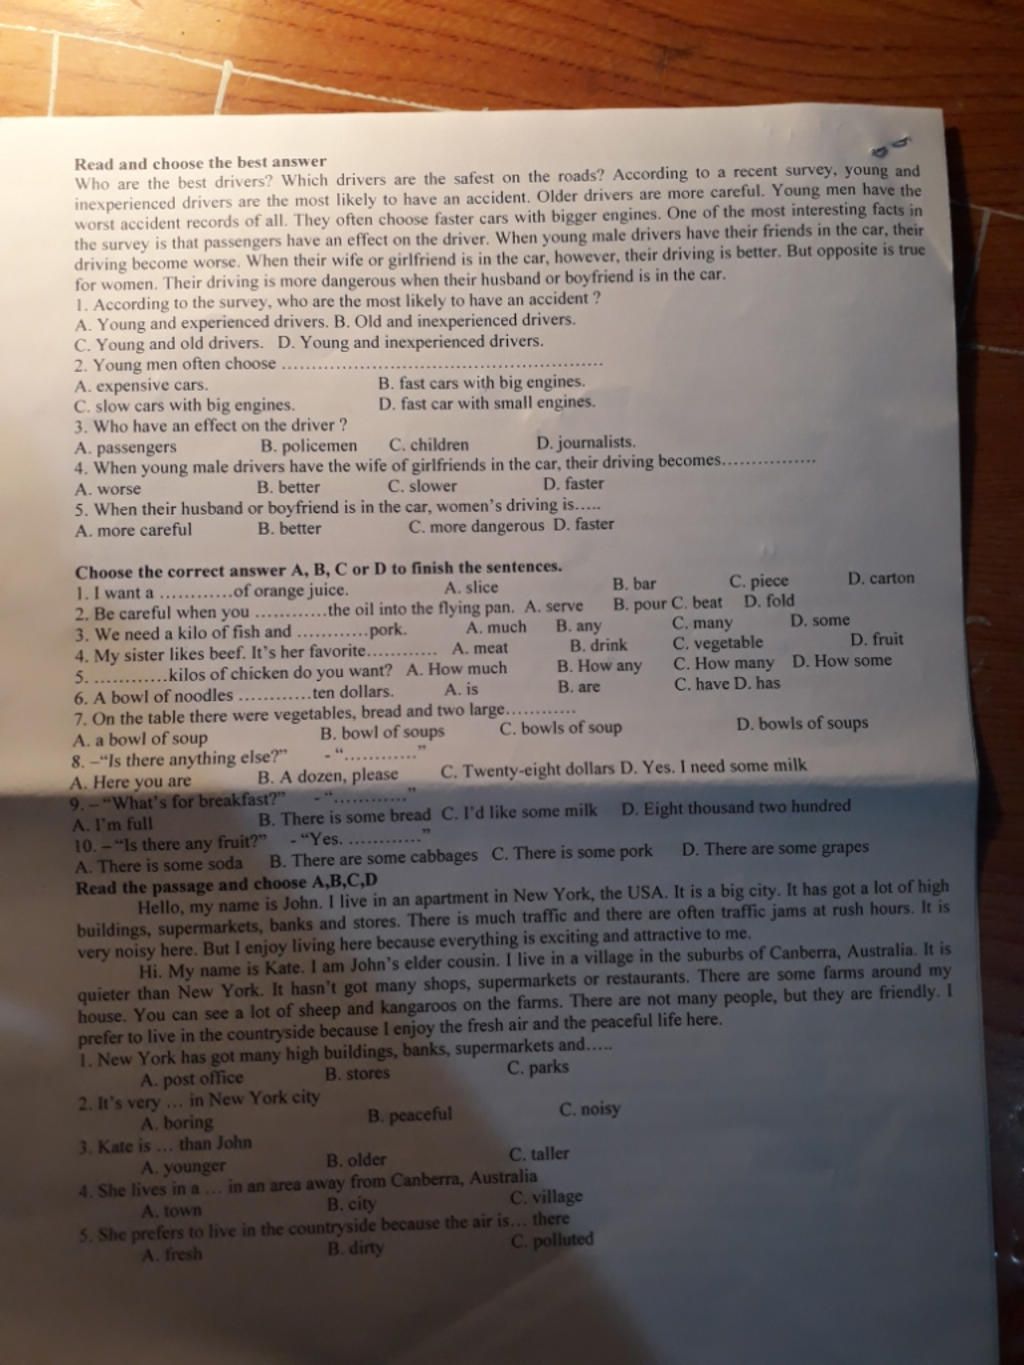 Read and choose the best answer
Who are the best drivers? Which drivers are the safest on the roads? According to a recent survey, young and
inexperienced drivers are the most likely to have an accident. Older drivers are more careful. Young men have the
worst accident records of all. They often choose faster cars with bigger engines. One of the most interesting facts in
the survey is that passengers have an effect on the driver. When young male drivers have their friends in the car, their
driving become worse. When their wife or girlfriend is in the car, however, their driving is better. But opposite is true
for women. Their driving is more dangerous when their husband or boyfriend is in the car.
1. According to the survey, who are the most likely to have an accident ?
A. Young and experienced drivers. B. Old and inexperienced drivers.
C. Young and old drivers. D. Young and inexperienced drivers.
2. Young men often choose ......................................................
A. expensive cars. B. fast cars with big engines.
C. slow cars with big engines. D. fast car with small engines.
3. Who have an effect on the driver ?
A. passengers B. policemen C. children D. journalists.
4. When young male drivers have the wife of girlfriends in the car, their driving becomes.................
A. worse B. better C. slower D. faster
5. When their husband or boyfriend is in the car, women's driving is.....
A. more careful B. better C. more dangerous D. faster
Choose the correct answer A, B, C or D to finish the sentences.
1. I want a ............of orange juice. A. slice B. bar C. piece D. carton
2. Be careful when you ............the oil into the flying pan. A. serve B. pour C. beat D. fold
3. We need a kilo of fish and ............pork. A. much B. any C. many D. some
4. My sister likes beef. It's her favorite............ A. meat B. drink C. vegetable D. fruit
5. ............kilos of chicken do you want? A. How much B. How any C. How many D. How some
6. A bowl of noodles ............ten dollars. A. is B. are C. have D. has
7. On the table there were vegetables, bread and two large............
A. a bowl of soup B. bowl of soups C. bowls of soup D. bowls of soups
8. –“Is there anything else?” - “............”
A. Here you are B. A dozen, please C. Twenty-eight dollars D. Yes. I need some milk
9. – “What's for breakfast?” - “............”
A. I'm full B. There is some bread C. I'd like some milk D. Eight thousand two hundred
10. – “Is there any fruit?” - “Yes. ............”
A. There is some soda B. There are some cabbages C. There is some pork D. There are some grapes
Read the passage and choose A,B,C,D
Hello, my name is John. I live in an apartment in New York, the USA. It is a big city. It has got a lot of high
buildings, supermarkets, banks and stores. There is much traffic and there are often traffic jams at rush hours. It is
very noisy here. But I enjoy living here because everything is exciting and attractive to me.
Hi. My name is Kate. I am John's elder cousin. I live in a village in the suburbs of Canberra, Australia. It is
quieter than New York. It hasn't got many shops, supermarkets or restaurants. There are some farms around my
house. You can see a lot of sheep and kangaroos on the farms. There are not many people, but they are friendly. I
prefer to live in the countryside because I enjoy the fresh air and the peaceful life here.
1. New York has got many high buildings, banks, supermarkets and.....
A. post office B. stores C. parks
2. It's very ... in New York city
A. boring B. peaceful C. noisy
3. Kate is ... than John
A. younger B. older C. taller
4. She lives in a ... in an area away from Canberra, Australia
A. town B. city C. village
5. She prefers to live in the countryside because the air is... there
A. fresh B. dirty C. polluted